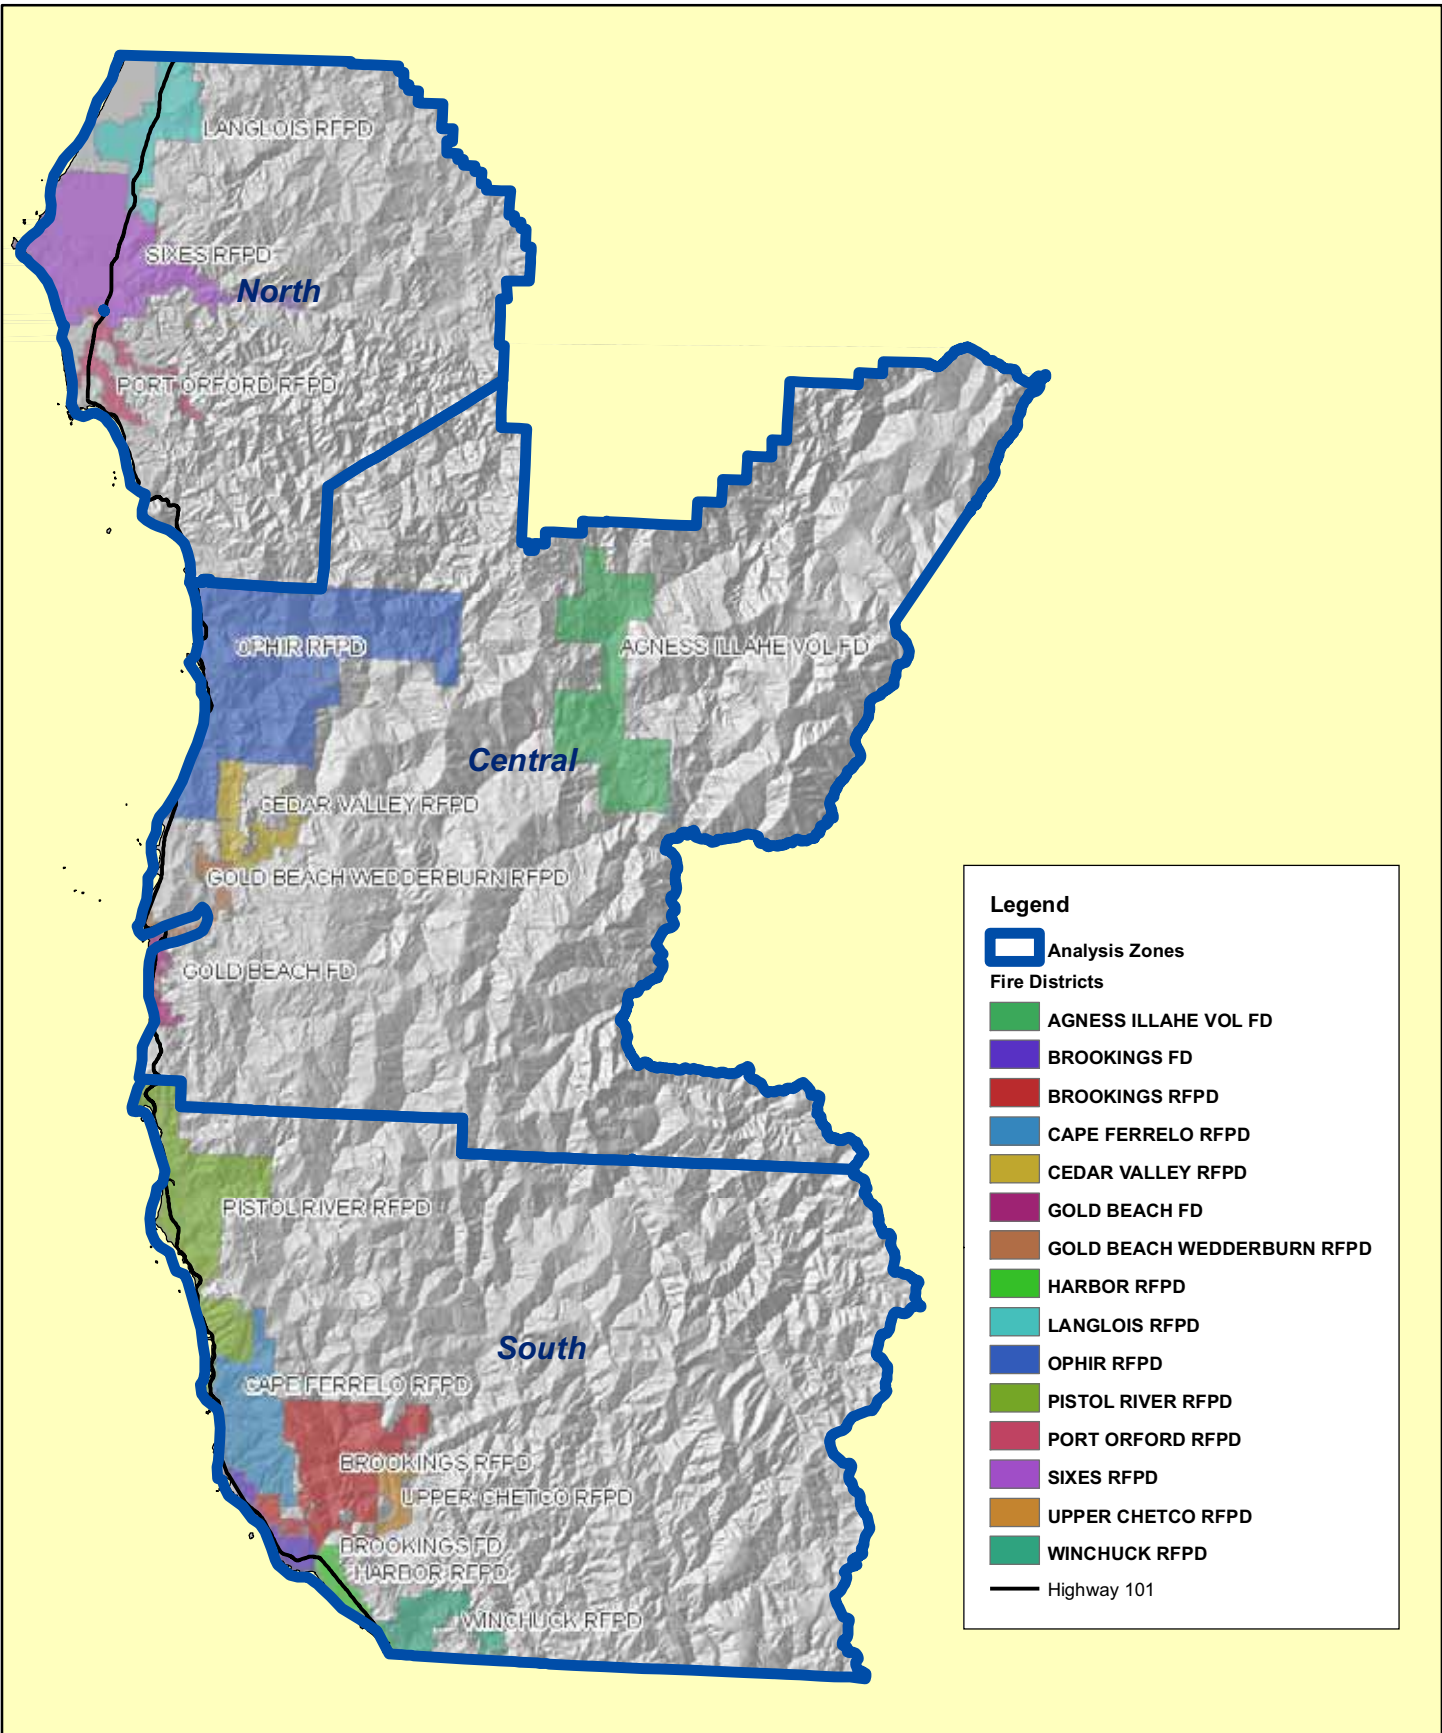 LANGLOIS RFPD
SIXES RFPD
North
PORT ORFORD RFPD
OPHIR RFPD
AGNESS ILLAHE VOL FD
Central
CEDAR VALLEY RFPD
GOLD BEACH WEDDERBURN RFPD
GOLD BEACH FD
PISTOL RIVER RFPD
South
CAPE FERRELO RFPD
BROOKINGS RFPD
UPPER CHETCO RFPD
BROOKINGS FD
HARBOR RFPD
WINCHUCK RFPD
Legend
Analysis Zones
Fire Districts
AGNESS ILLAHE VOL FD
BROOKINGS FD
BROOKINGS RFPD
CAPE FERRELO RFPD
CEDAR VALLEY RFPD
GOLD BEACH FD
GOLD BEACH WEDDERBURN RFPD
HARBOR RFPD
LANGLOIS RFPD
OPHIR RFPD
PISTOL RIVER RFPD
PORT ORFORD RFPD
SIXES RFPD
UPPER CHETCO RFPD
WINCHUCK RFPD
Highway 101